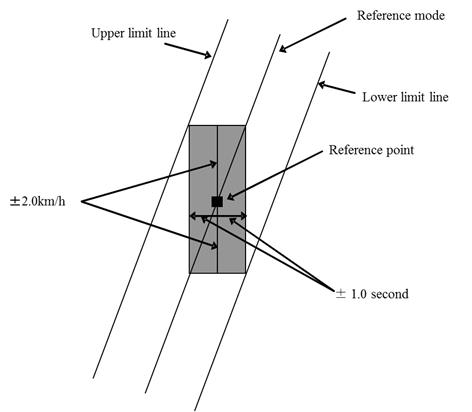 Reference mode
Upper limit line
Lower limit line
Reference point
±2.0km/h
± 1.0 second